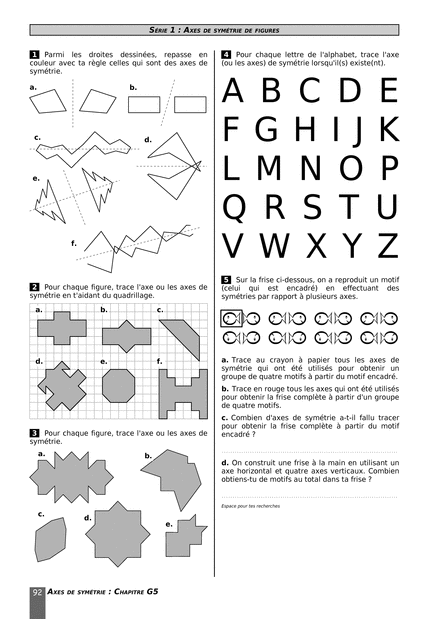 SÉRIE 1 : AXES DE SYMÉTRIE DE FIGURES
1 Parmi les droites dessinées, repasse en
couleur avec ta règle celles qui sont des axes de
symétrie.
a.
b.
c.
d.
e.
f.
2 Pour chaque figure, trace l'axe ou les axes de
symétrie en t'aidant du quadrillage.
a.
b.
c.
d.
e.
f.
3 Pour chaque figure, trace l'axe ou les axes de
symétrie.
a.
b.
c.
d.
e.
4 Pour chaque lettre de l'alphabet, trace l'axe
(ou les axes) de symétrie lorsqu'il(s) existe(nt).
A B C D E
F G H I J K
L M N O P
Q R S T U
V W X Y Z
5 Sur la frise ci-dessous, on a reproduit un motif
(celui qui est encadré) en effectuant des
symétries par rapport à plusieurs axes.
a. Trace au crayon à papier tous les axes de
symétrie qui ont été utilisés pour obtenir un
groupe de quatre motifs à partir du motif encadré.
b. Trace en rouge tous les axes qui ont été utilisés
pour obtenir la frise complète à partir d'un groupe
de quatre motifs.
c. Combien d'axes de symétrie a-t-il fallu tracer
pour obtenir la frise complète à partir du motif
encadré ?
d. On construit une frise à la main en utilisant un
axe horizontal et quatre axes verticaux. Combien
obtiens-tu de motifs au total dans ta frise ?
Espace pour tes recherches
92 AXES DE SYMÉTRIE : CHAPITRE G5